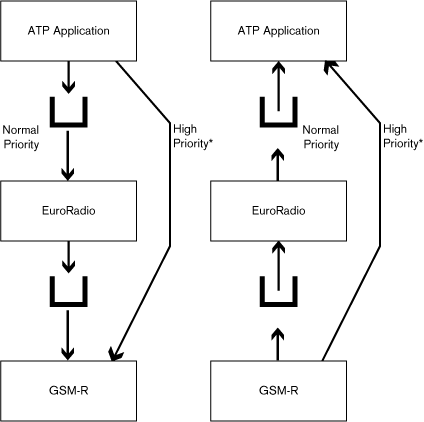 ATP Application
Normal
Priority
High
Priority*
EuroRadio
GSM-R
ATP Application
Normal
Priority
High
Priority*
EuroRadio
GSM-R